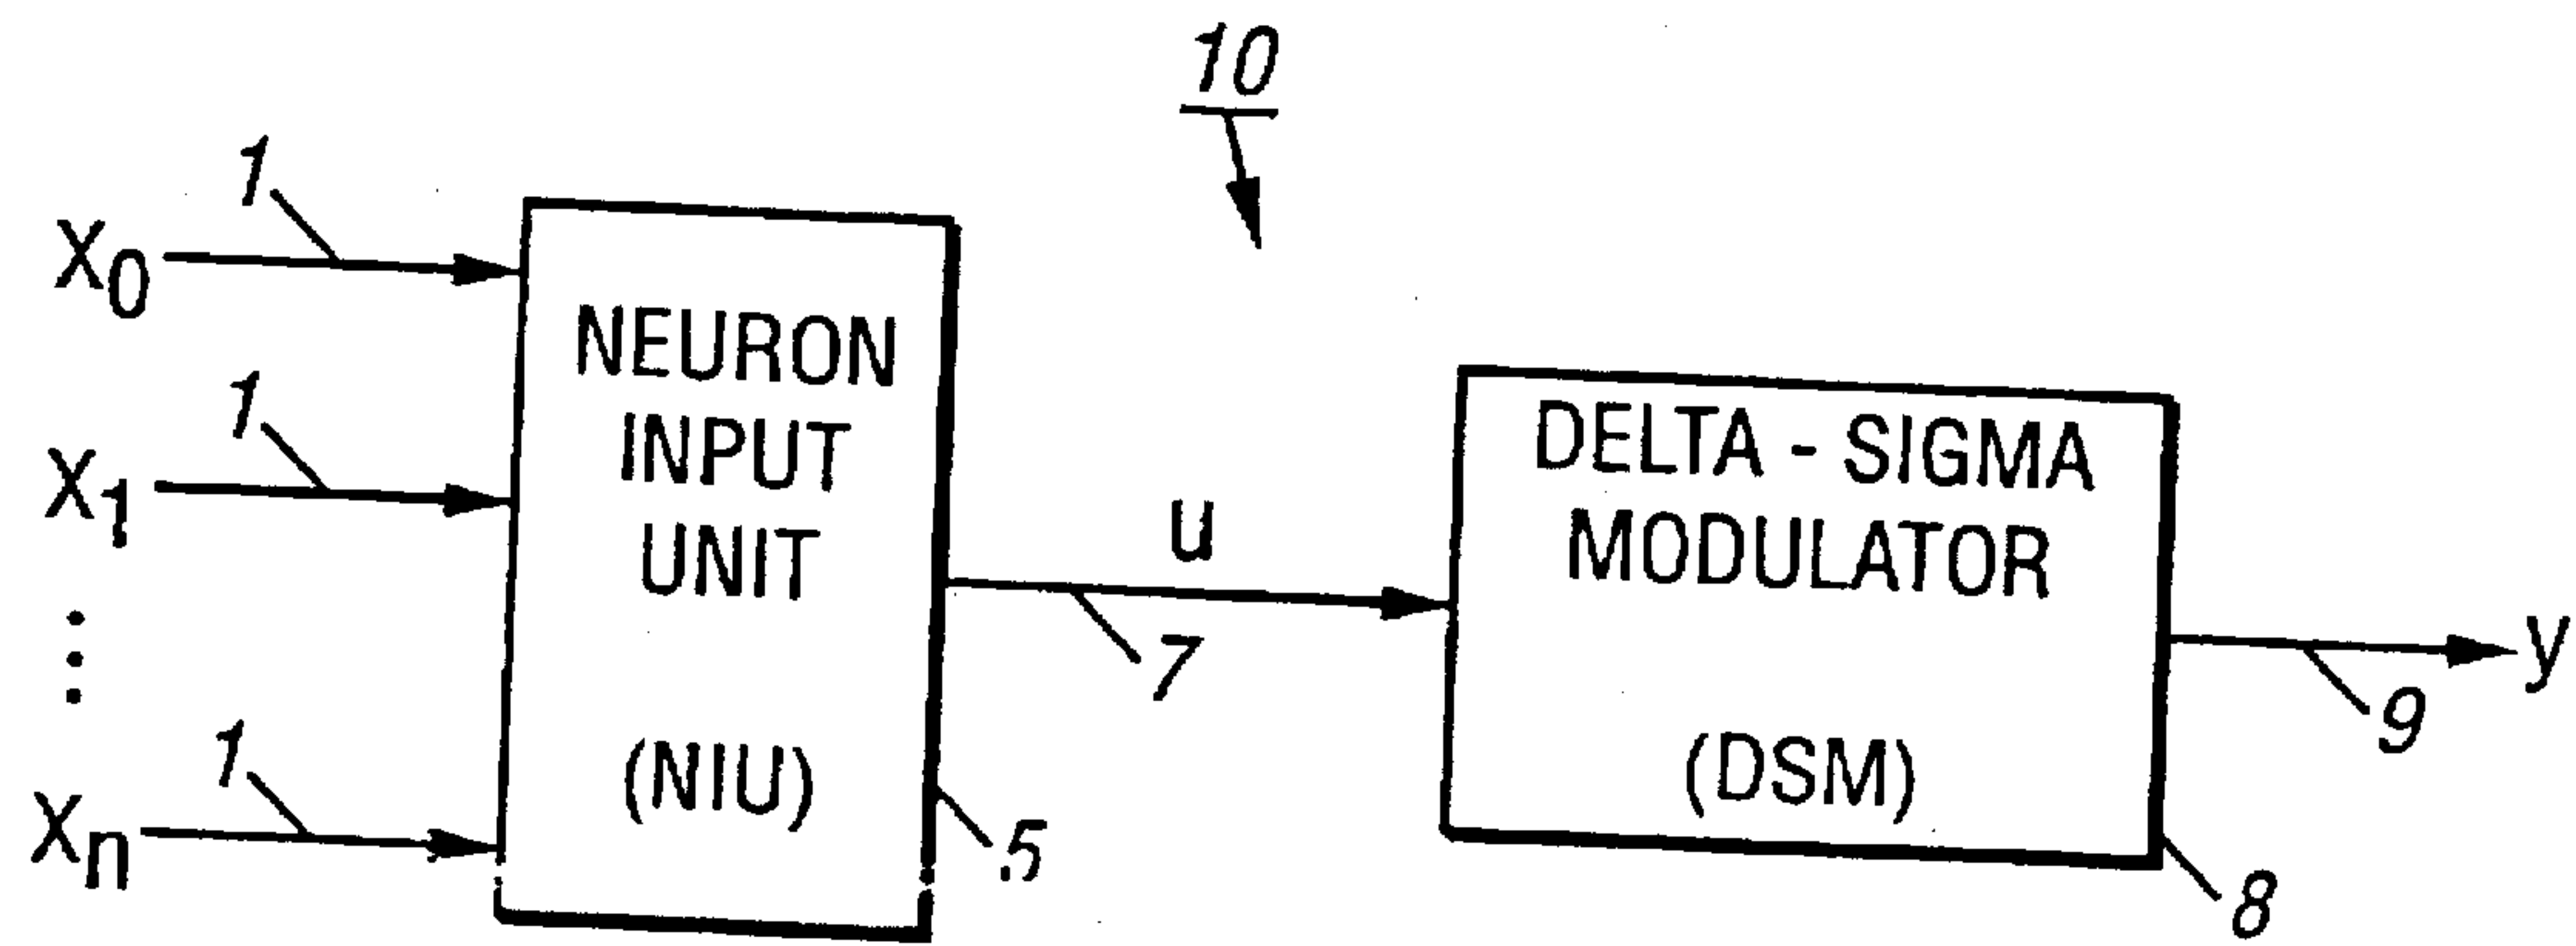 10
1
X0
1
X1
1
Xn
NEURON
INPUT
UNIT
(NIU)
5
u
7
DELTA - SIGMA
MODULATOR
(DSM)
8
9
y